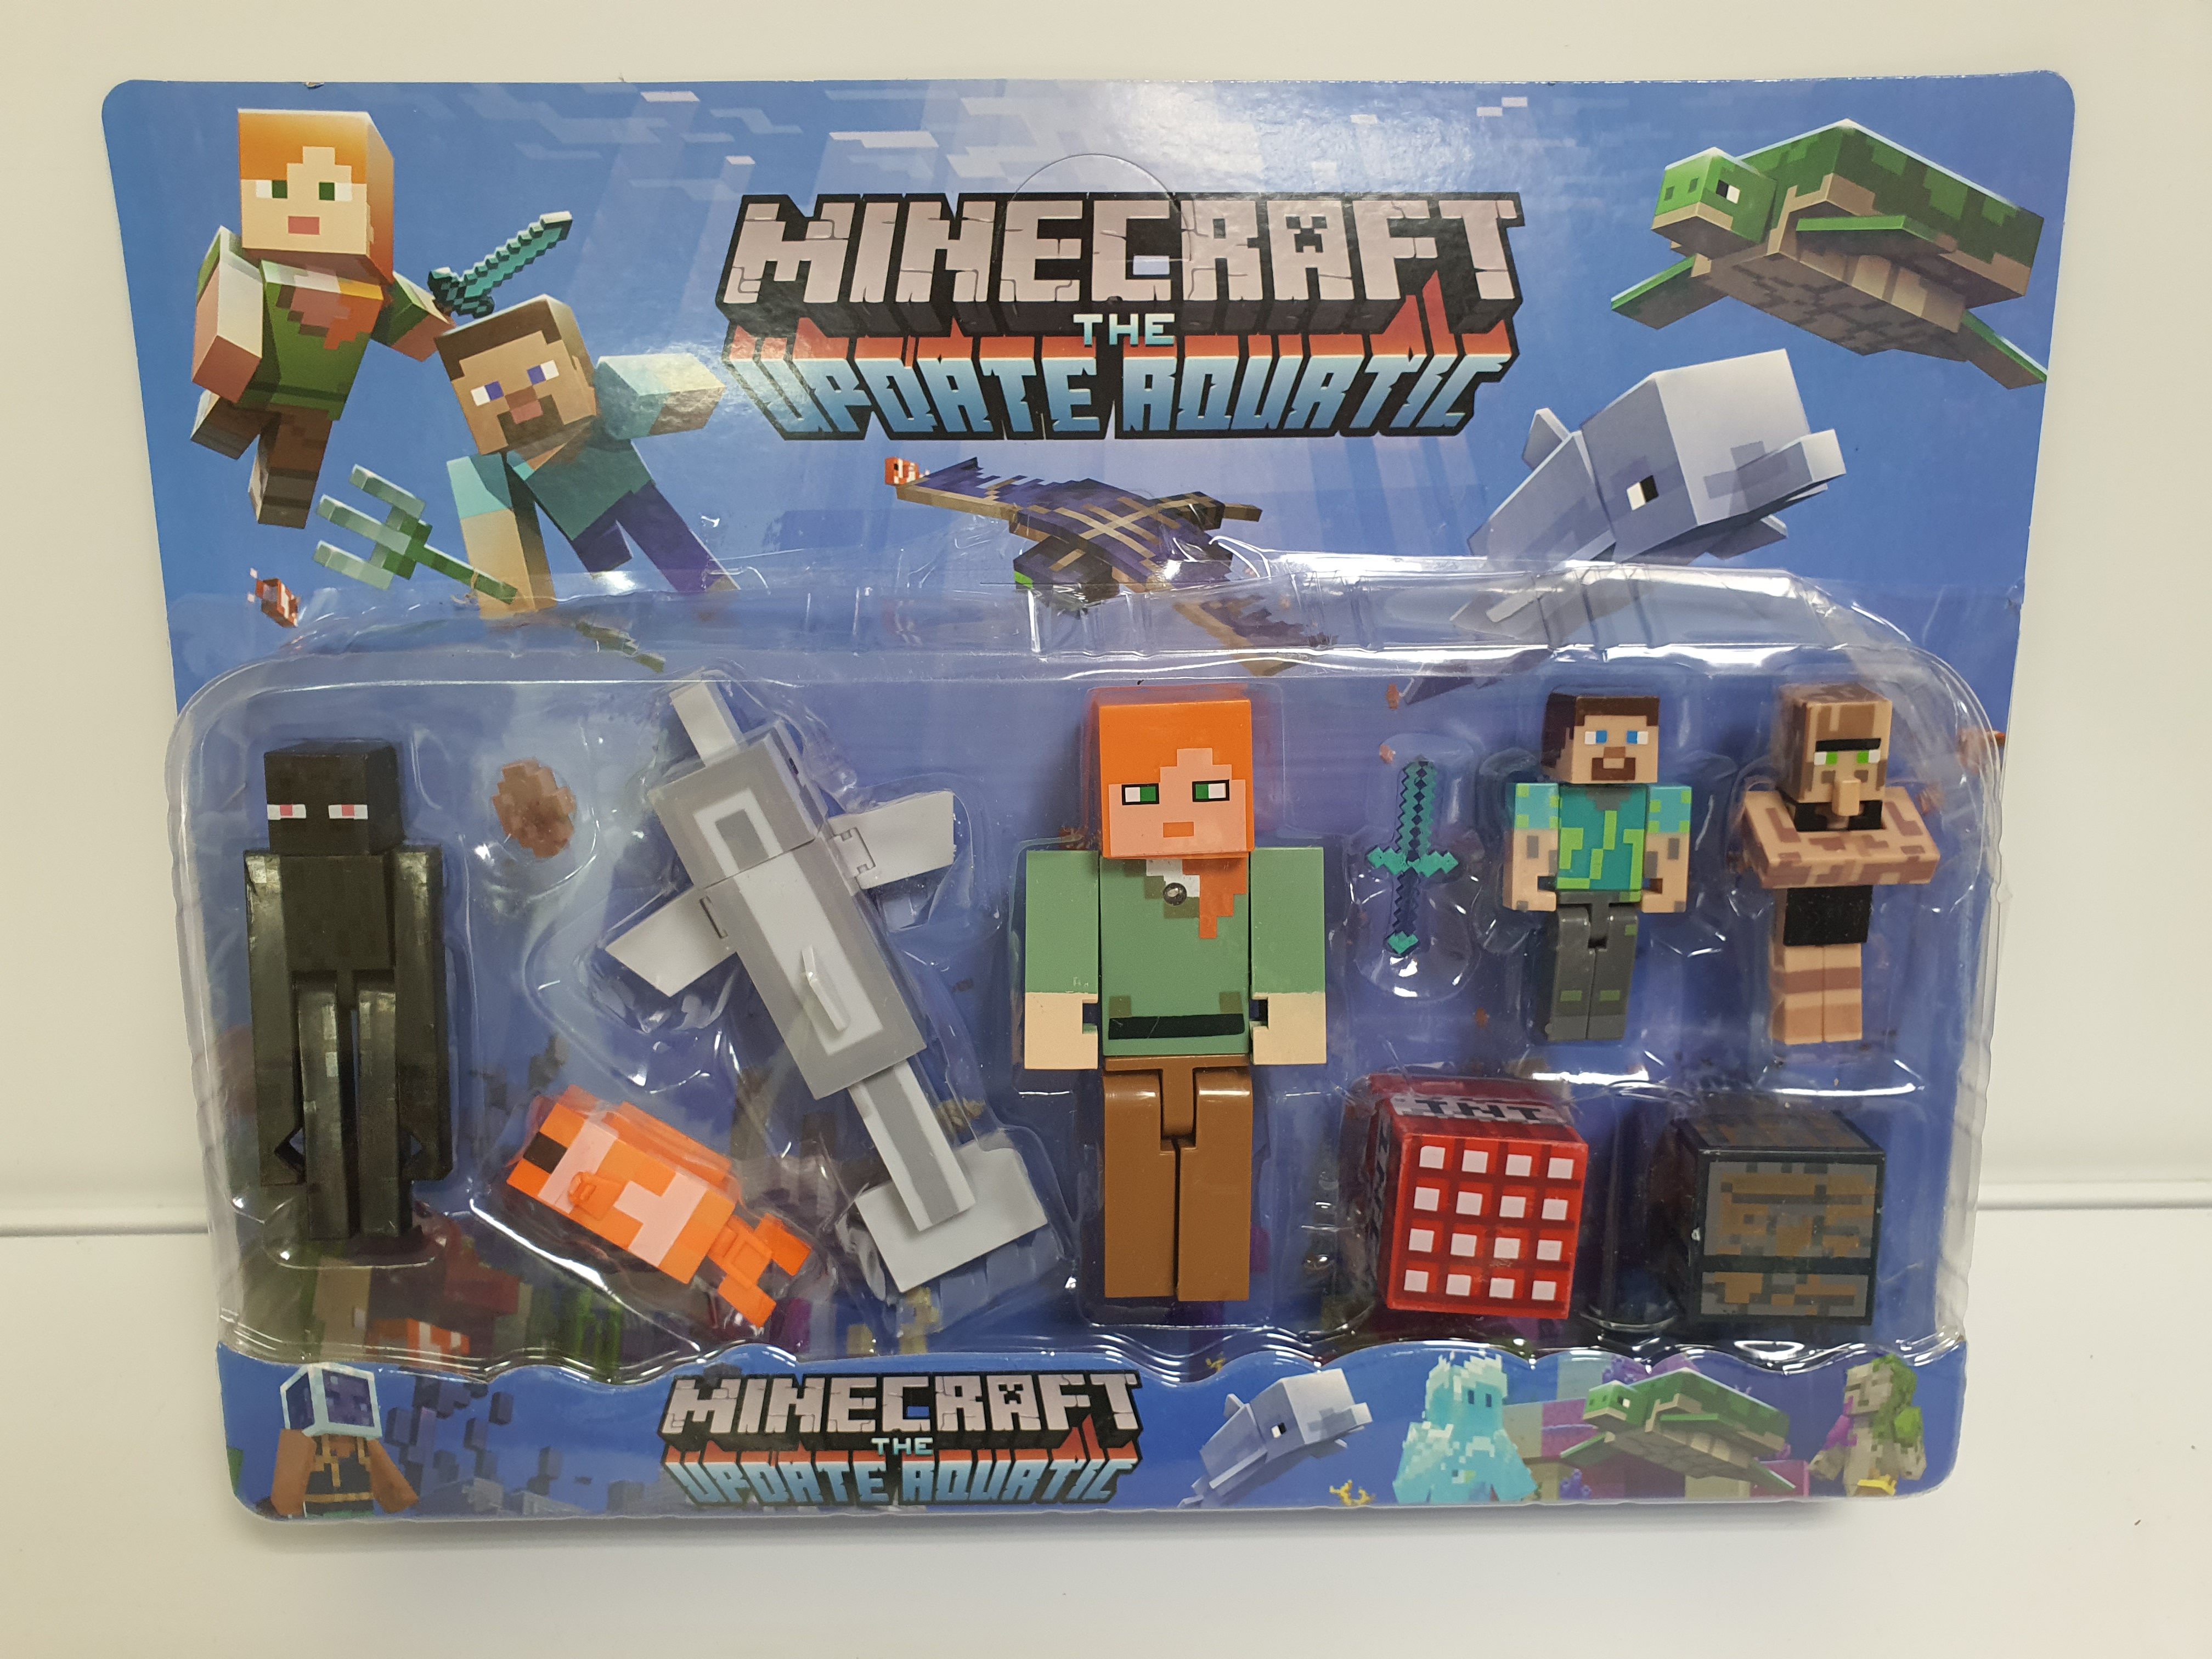 MINECRAFT
THE
UPDATE AQUATIC
TNT
MINECRAFT
THE
UPDATE AQUATIC